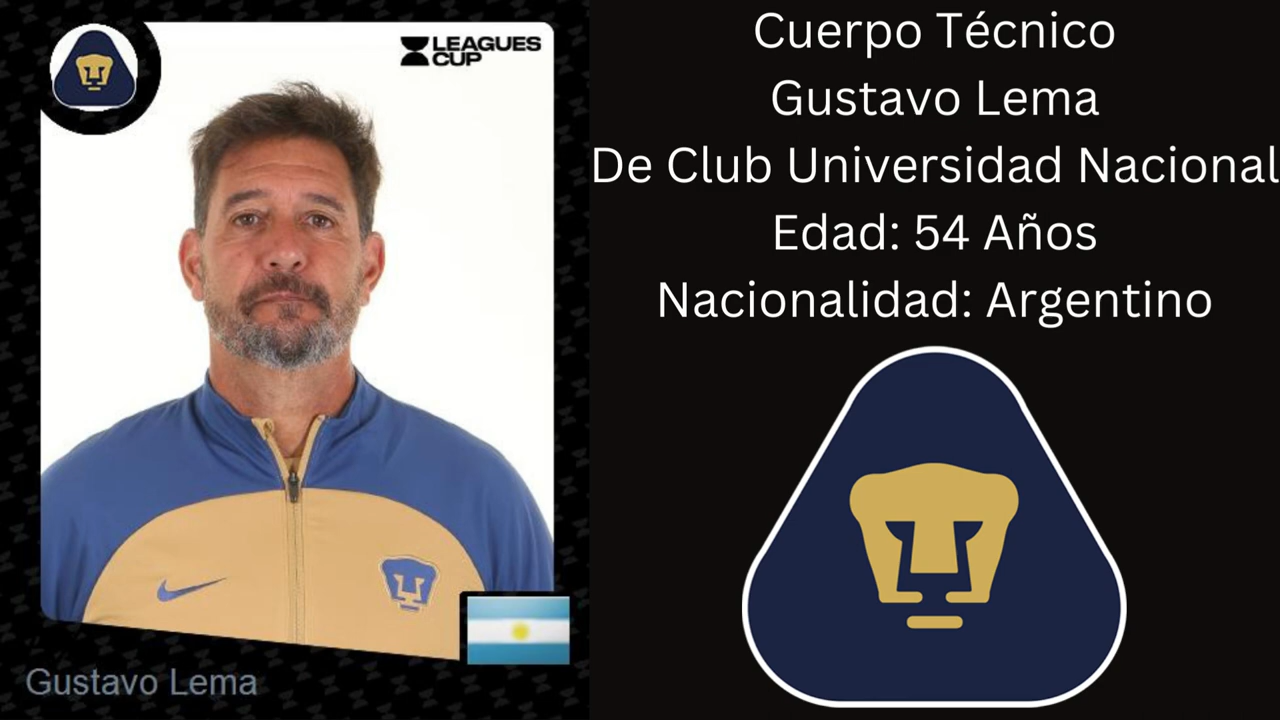 LEAGUES
CUP
Gustavo Lema
Cuerpo Técnico
Gustavo Lema
De Club Universidad Nacional
Edad: 54 Años
Nacionalidad: Argentino